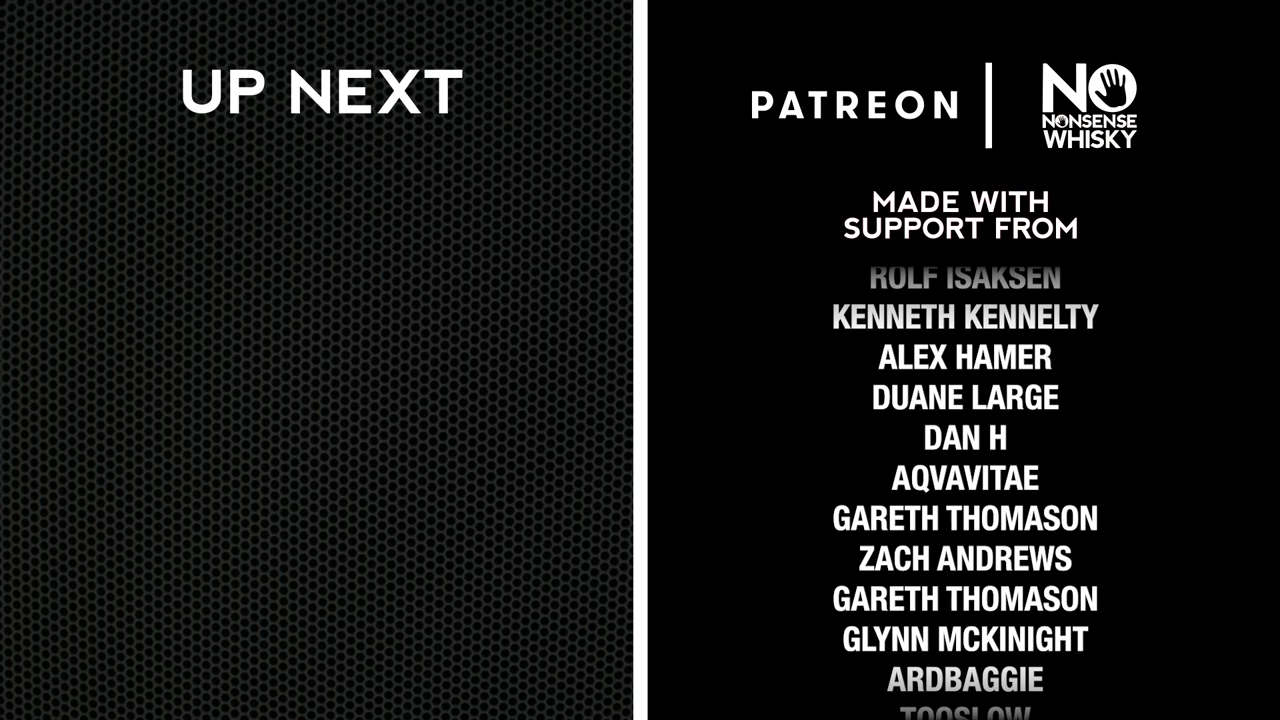 UP NEXT
PATREON
NO
NONSENSE
WHISKY
MADE WITH
SUPPORT FROM
ROLF ISAKSEN
KENNETH KENNELTY
ALEX HAMER
DUANE LARGE
DAN H
AQVAVITAE
GARETH THOMASON
ZACH ANDREWS
GARETH THOMASON
GLYNN MCKINIGHT
ARDBAGGIE
TOOSLOW